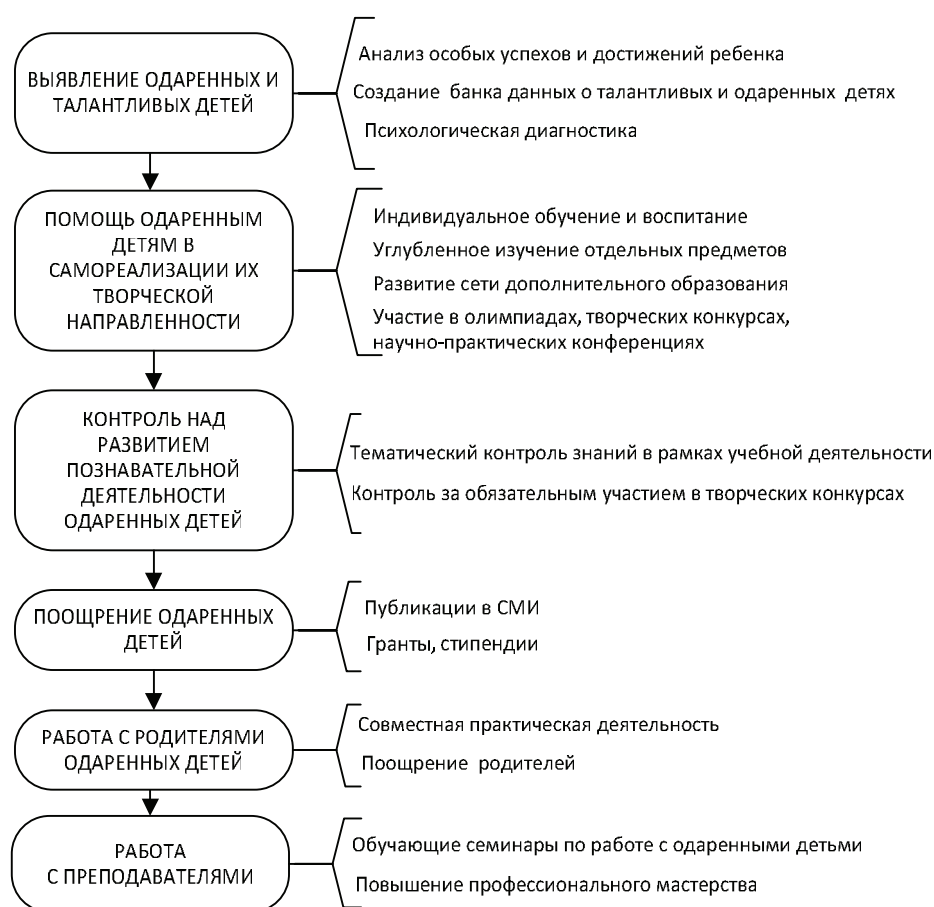 ВЫЯВЛЕНИЕ ОДАРЕННЫХ И
ТАЛАНТЛИВЫХ ДЕТЕЙ
Анализ особых успехов и достижений ребенка
Создание банка данных о талантливых и одаренных детях
Психологическая диагностика
ПОМОЩЬ ОДАРЕННЫМ
ДЕТЯМ В
САМОРЕАЛИЗАЦИИ ИХ
ТВОРЧЕСКОЙ
НАПРАВЛЕННОСТИ
Индивидуальное обучение и воспитание
Углубленное изучение отдельных предметов
Развитие сети дополнительного образования
Участие в олимпиадах, творческих конкурсах,
научно-практических конференциях
КОНТРОЛЬ НАД
РАЗВИТИЕМ
ПОЗНАВАТЕЛЬНОЙ
ДЕЯТЕЛЬНОСТИ
ОДАРЕННЫХ ДЕТЕЙ
Тематический контроль знаний в рамках учебной деятельности
Контроль за обязательным участием в творческих конкурсах
ПООЩРЕНИЕ ОДАРЕННЫХ
ДЕТЕЙ
Публикации в СМИ
Гранты, стипендии
РАБОТА С РОДИТЕЛЯМИ
ОДАРЕННЫХ ДЕТЕЙ
Совместная практическая деятельность
Поощрение родителей
РАБОТА
С ПРЕПОДАВАТЕЛЯМИ
Обучающие семинары по работе с одаренными детьми
Повышение профессионального мастерства